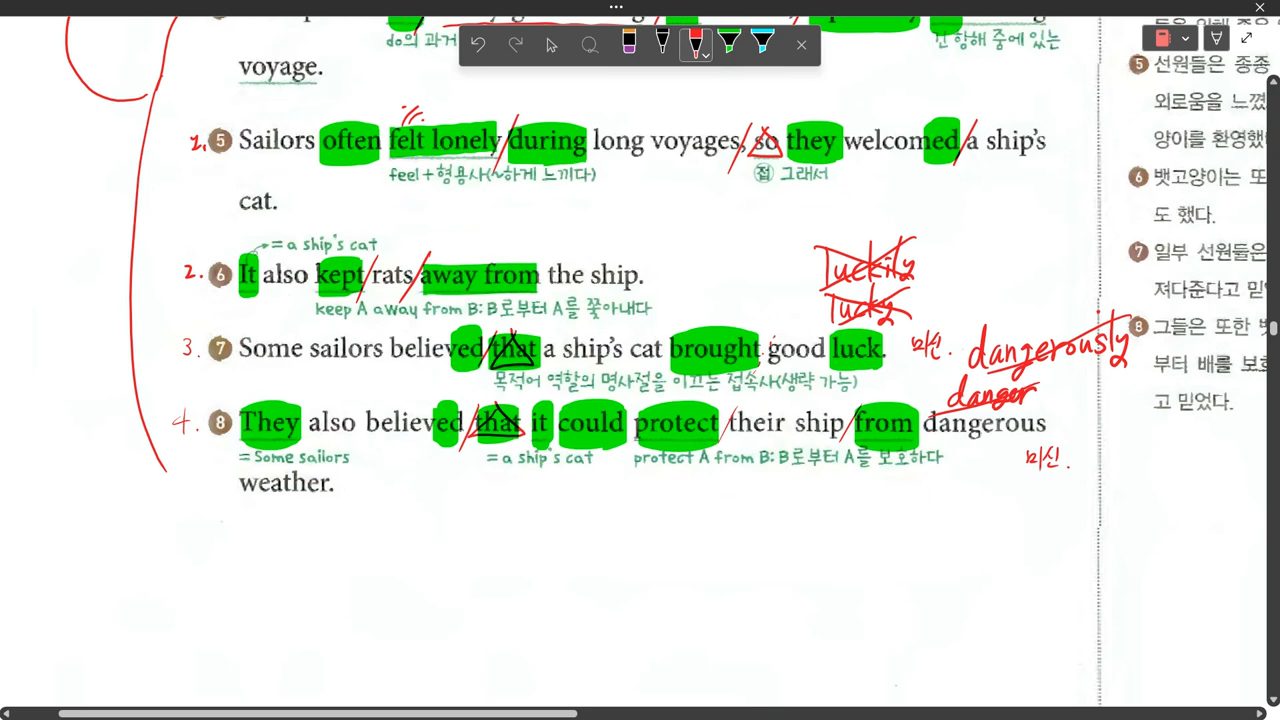 do의 과거
긴 항해 중에 있는
voyage.
1. 5 Sailors often felt lonely during long voyages, so they welcomed a ship's
feel+형용사(~하게 느끼다)
접 그래서
cat.
= a ship's cat
2. 6 It also kept rats away from the ship.
keep A away from B: B로부터 A를 쫓아내다
Luckily
lucky
3. 7 Some sailors believed that a ship's cat brought good luck. 미신.
목적어 역할의 명사절을 이끄는 접속사(생략 가능)
dangerously
danger
4. 8 They also believed that it could protect their ship from dangerous
= Some sailors
= a ship's cat
protect A from B: B로부터 A를 보호하다
미신.
weather.
5 선원들은 종종
외로움을 느꼈
양이를 환영했
6 뱃고양이는 또
도 했다.
7 일부 선원들은
져다준다고 믿
8 그들은 또한 뱃
부터 배를 보호
고 믿었다.